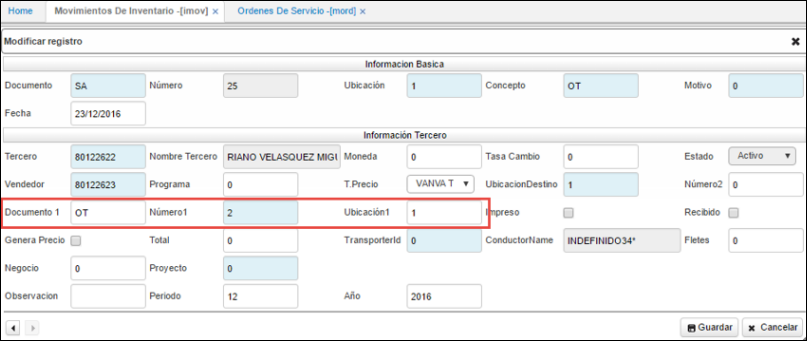 Home Movimientos De Inventario -[imov] x Ordenes De Servicio -[mord] x
Modificar registro
Informacion Basica
Documento SA Número 25 Ubicación 1 Concepto OT Motivo 0
Fecha 23/12/2016
Información Tercero
Tercero 80122622 Nombre Tercero RIANO VELASQUEZ MIGU Moneda 0 Tasa Cambio 0 Estado Activo
Vendedor 80122623 Programa 0 T.Precio VANVA T UbicacionDestino 1 Número2 0
Documento 1 OT Número1 2 Ubicación1 1 Impreso Recibido
Genera Precio Total 0 TransporterId 0 ConductorName INDEFINIDO34* Fletes 0
Negocio 0 Proyecto 0
Observacion Periodo 12 Año 2016
Guardar Cancelar